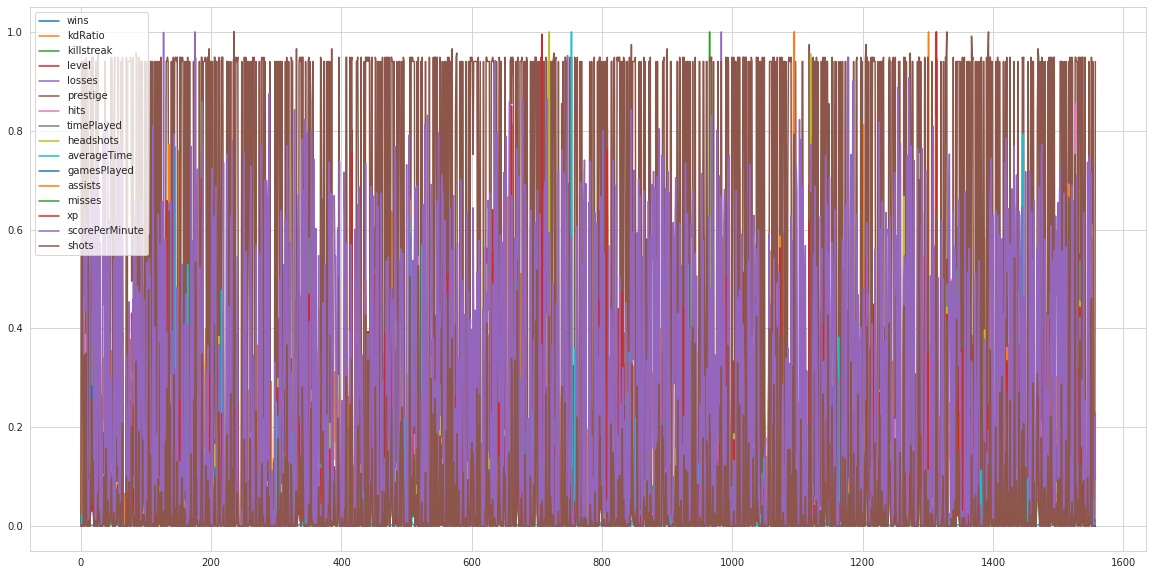 wins
kdRatio
killstreak
level
losses
prestige
hits
timePlayed
headshots
averageTime
gamesPlayed
assists
misses
xp
scorePerMinute
shots
1.0
0.8
0.6
0.4
0.2
0.0
0 200 400 600 800 1000 1200 1400 1600